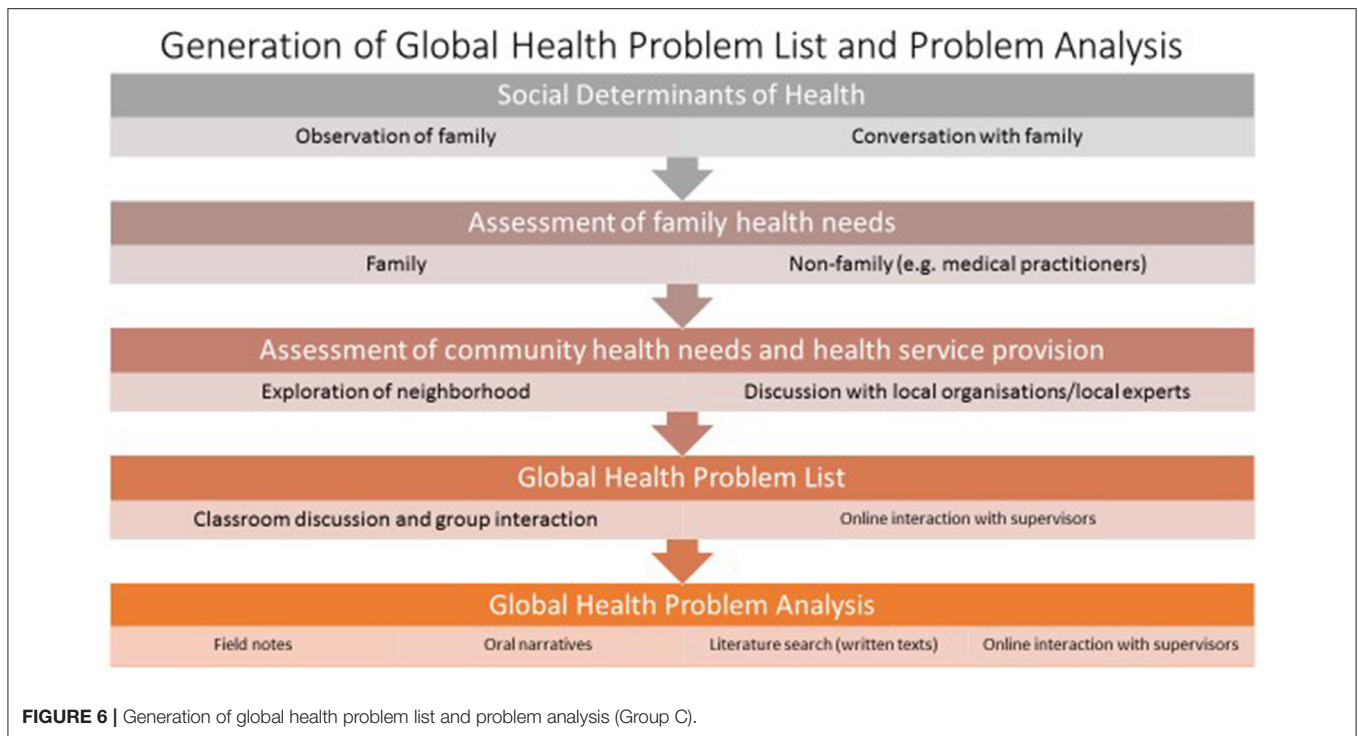 Generation of Global Health Problem List and Problem Analysis
Social Determinants of Health
Observation of family
Conversation with family
Assessment of family health needs
Family
Non-family (e.g. medical practitioners)
Assessment of community health needs and health service provision
Exploration of neighborhood
Discussion with local organisations/local experts
Global Health Problem List
Classroom discussion and group interaction
Online interaction with supervisors
Global Health Problem Analysis
Field notes
Oral narratives
Literature search (written texts)
Online interaction with supervisors
FIGURE 6 | Generation of global health problem list and problem analysis (Group C).